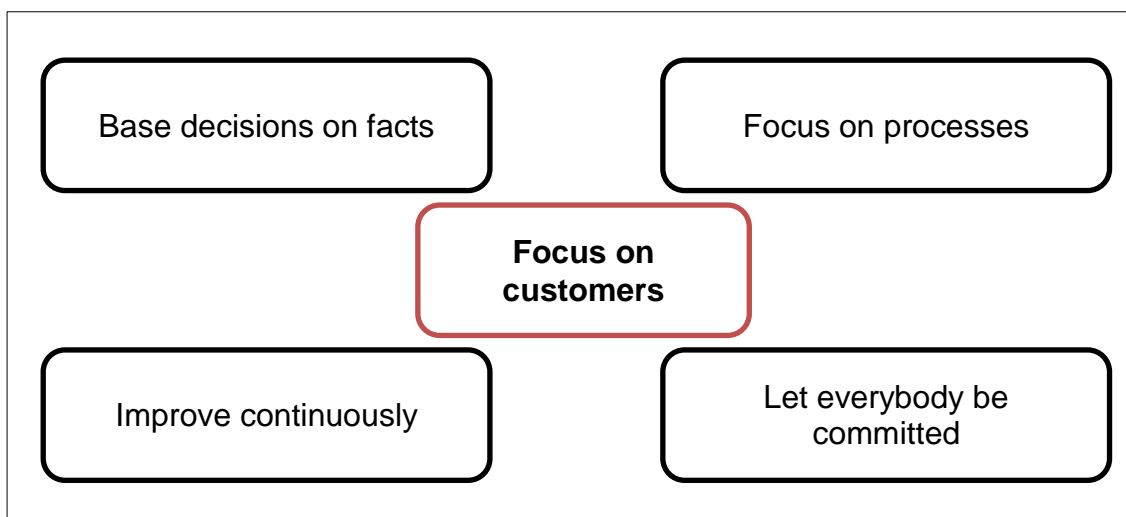 Base decisions on facts
Focus on processes
Focus on
customers
Improve continuously
Let everybody be
committed